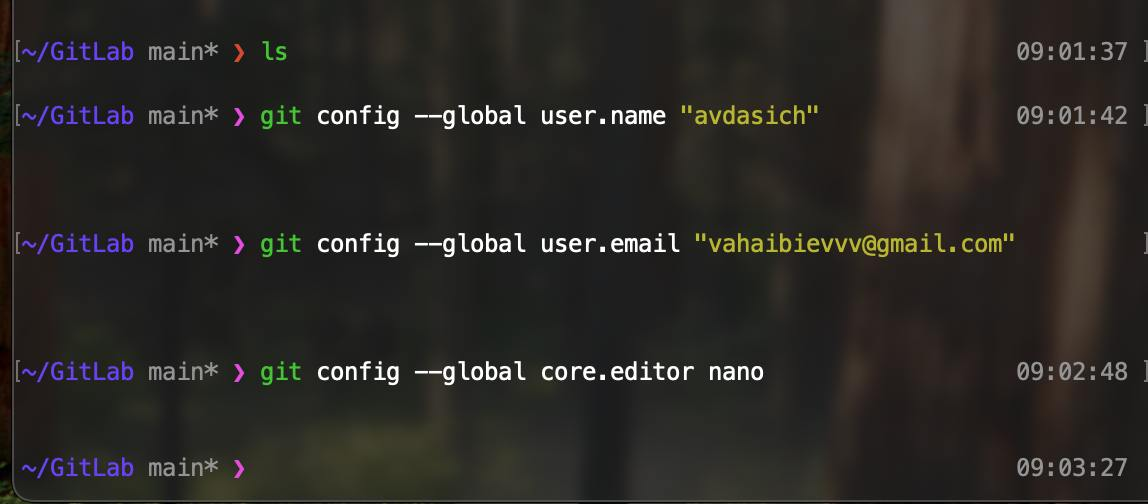 [~/GitLab main* ❯ ls 09:01:37 ]
[~/GitLab main* ❯ git config --global user.name "avdasich" 09:01:42 ]
[~/GitLab main* ❯ git config --global user.email "vahaibievvv@gmail.com" ]
[~/GitLab main* ❯ git config --global core.editor nano 09:02:48 ]
~/GitLab main* ❯ 09:03:27